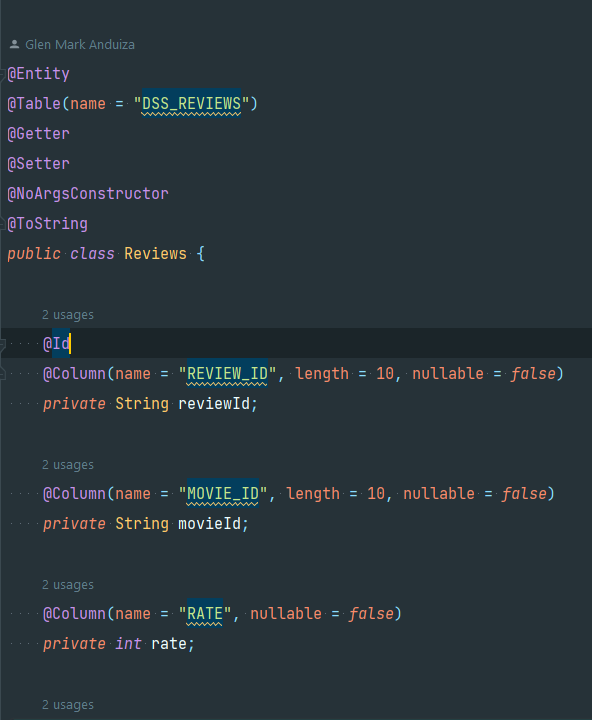 Glen Mark Anduiza
@Entity
@Table(name = "DSS_REVIEWS")
@Getter
@Setter
@NoArgsConstructor
@ToString
public class Reviews {
2 usages
@Id
@Column(name = "REVIEW_ID", length = 10, nullable = false)
private String reviewId;
2 usages
@Column(name = "MOVIE_ID", length = 10, nullable = false)
private String movieId;
2 usages
@Column(name = "RATE", nullable = false)
private int rate;
2 usages